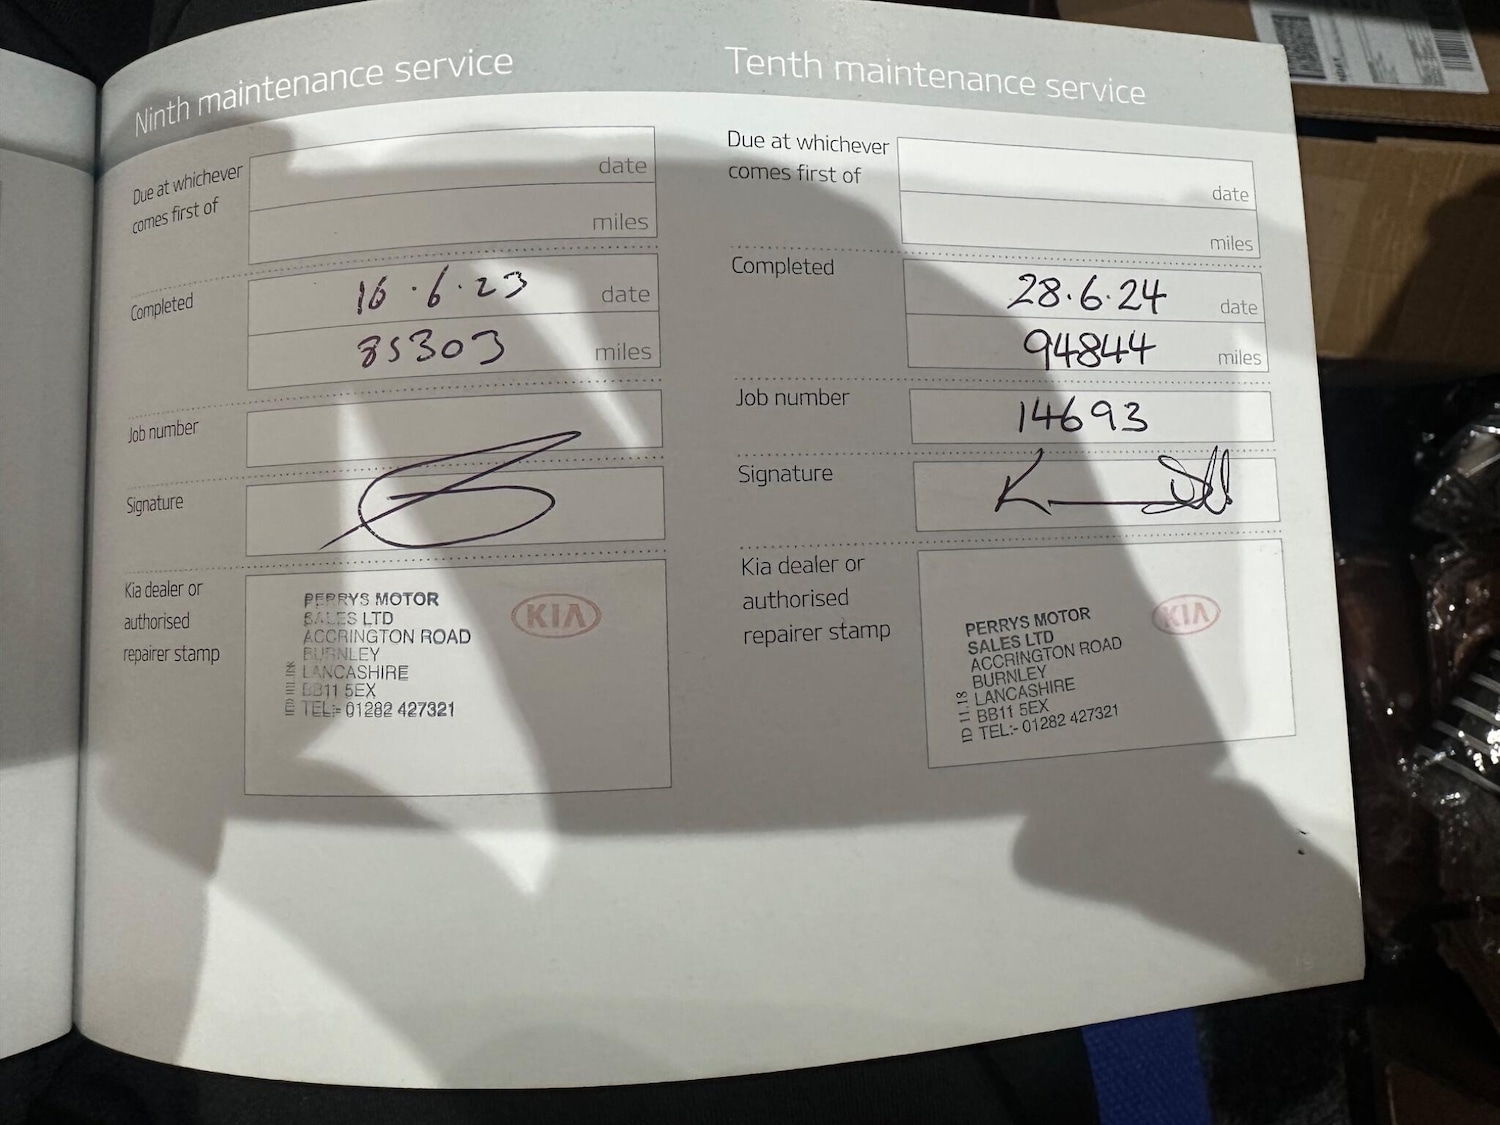 Ninth maintenance service
Due at whichever
comes first of
date
miles
Completed
16.6.23 date
85303 miles
Job number
Signature
Kia dealer or
authorised
repairer stamp
PERRYS MOTOR
SALES LTD
ACCRINGTON ROAD
BURNLEY
LANCASHIRE
BB11 5EX
TEL:- 01282 427321
KIA
Tenth maintenance service
Due at whichever
comes first of
date
miles
Completed
28.6.24 date
94844 miles
Job number
14693
Signature
Kia dealer or
authorised
repairer stamp
PERRYS MOTOR
SALES LTD
ACCRINGTON ROAD
BURNLEY
LANCASHIRE
BB11 5EX
TEL:- 01282 427321
ID 11.18
KIA